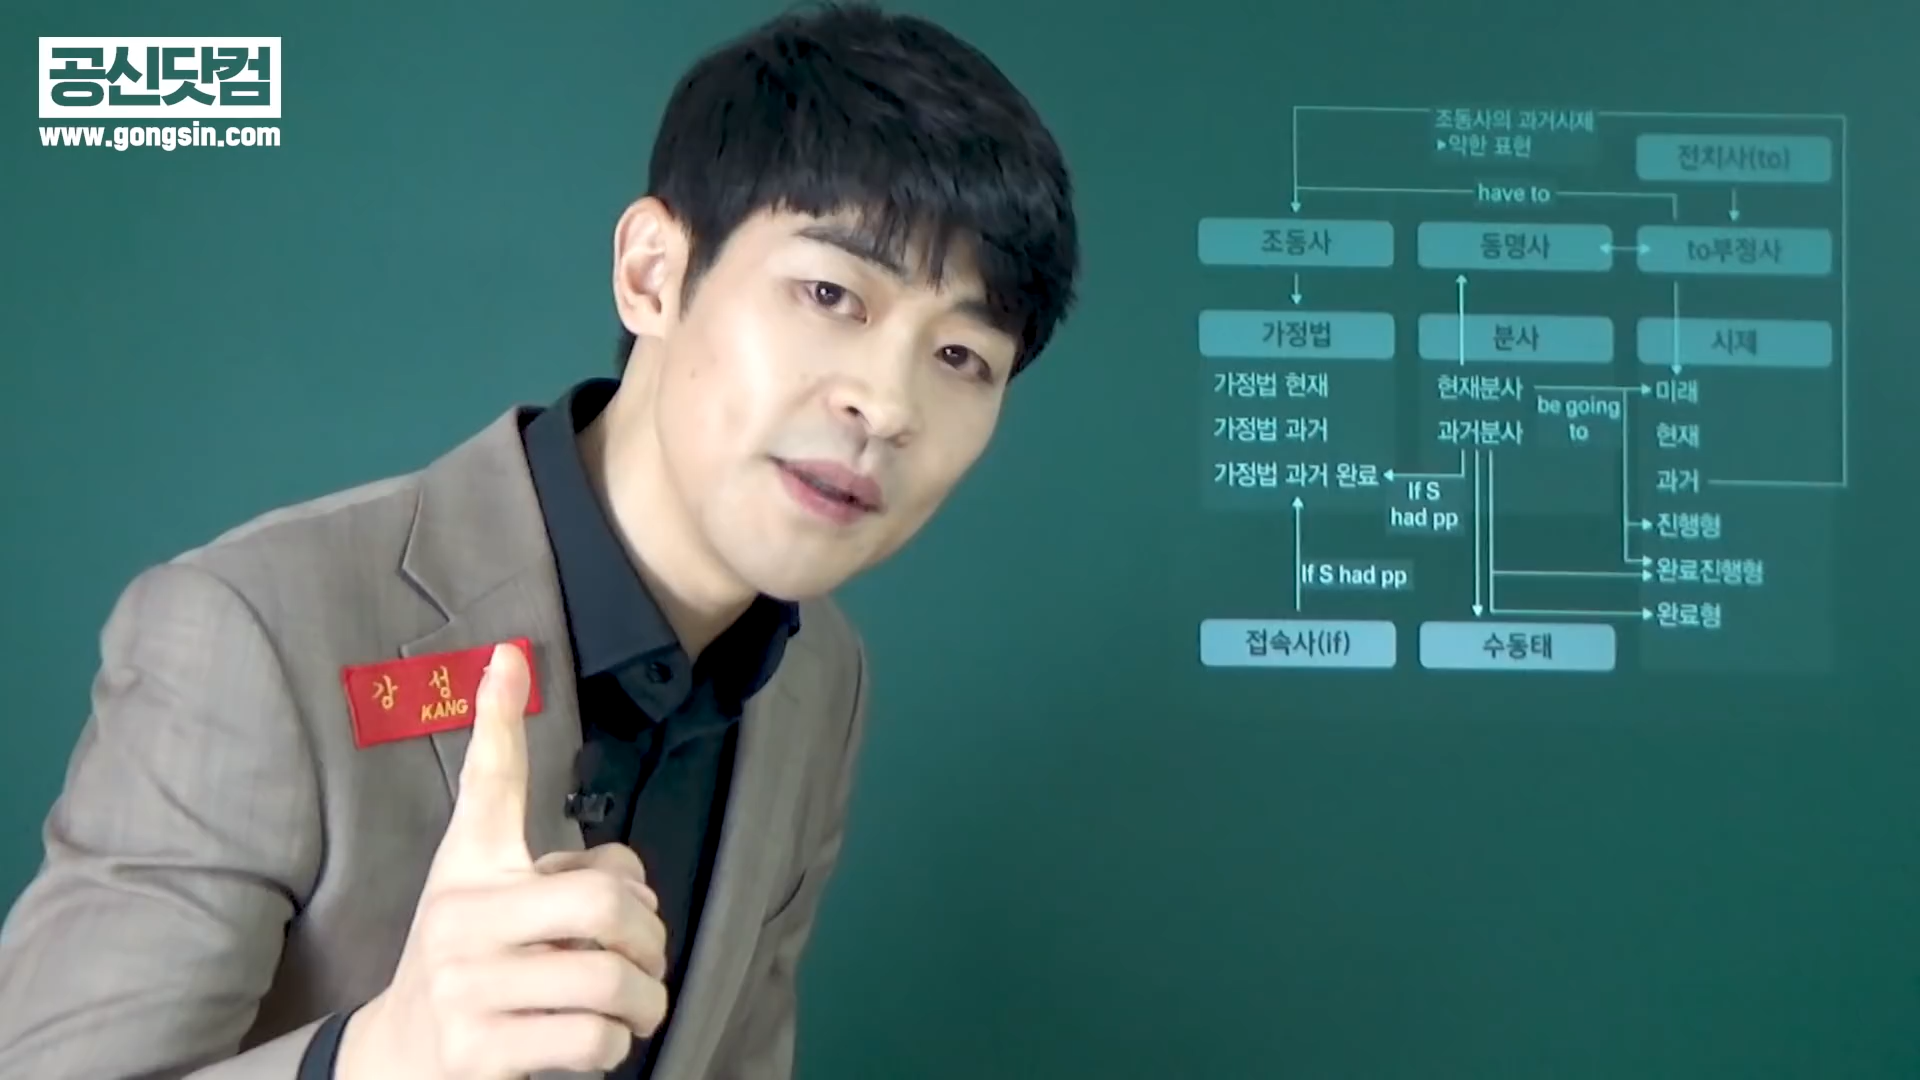 공신닷컴
www.gongsin.com
조동사의 과거시제
▸약한 표현
전치사(to)
have to
조동사
동명사
to부정사
가정법
분사
시제
가정법 현재
현재분사
be going
to
미래
가정법 과거
과거분사
현재
가정법 과거 완료
If S
had pp
과거
진행형
If S had pp
완료진행형
완료형
접속사(if)
수동태
강 성
KANG